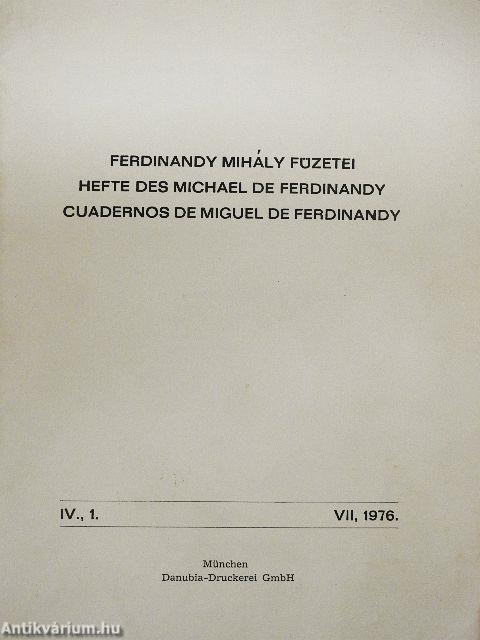 FERDINANDY MIHÁLY FÜZETEI
HEFTE DES MICHAEL DE FERDINANDY
CUADERNOS DE MIGUEL DE FERDINANDY
IV., 1. VII, 1976.
München
Danubia-Druckerei GmbH
Antikvárium.hu